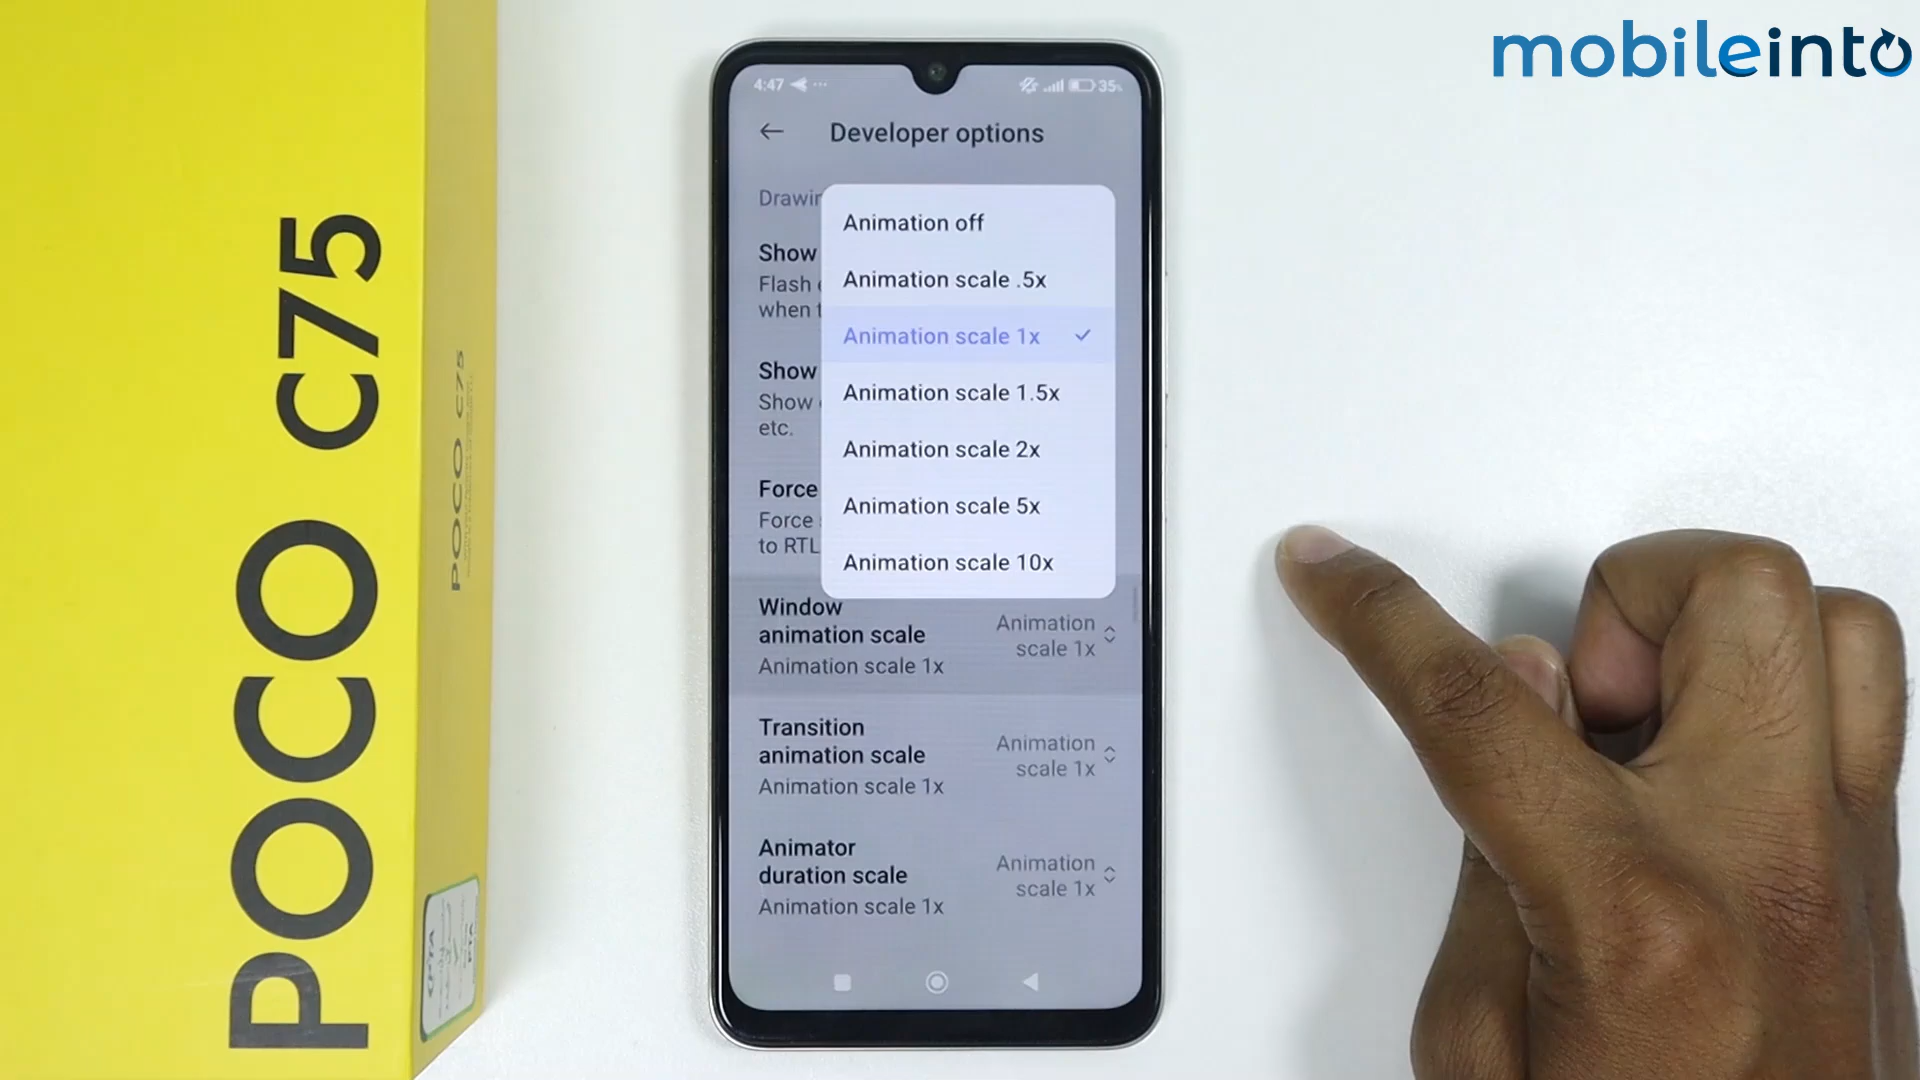 mobileinto
POCO C75
POCO C75
PTA
PTA
4:47 ... 35%
Developer options
Drawin
Show
Flash
when t
Show
Show
etc.
Force
Force
to RTL
Animation off
Animation scale .5x
Animation scale 1x
Animation scale 1.5x
Animation scale 2x
Animation scale 5x
Animation scale 10x
Window
animation scale
Animation scale 1x
Animation
scale 1x
Transition
animation scale
Animation scale 1x
Animation
scale 1x
Animator
duration scale
Animation scale 1x
Animation
scale 1x